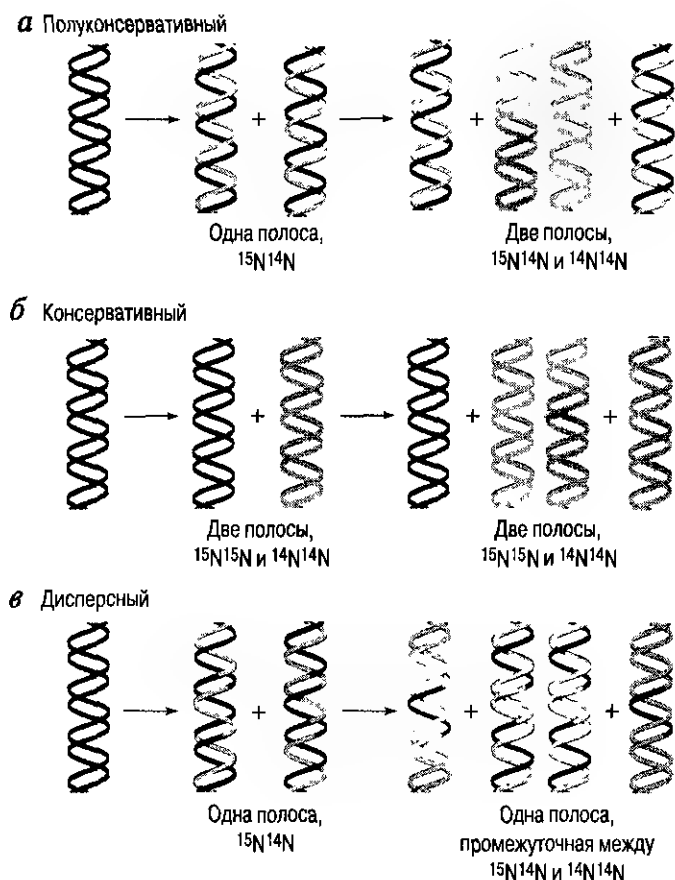 а Полуконсервативный
+
+
+
Одна полоса,
¹⁵N¹⁴N
Две полосы,
¹⁵N¹⁴N и ¹⁴N¹⁴N
б Консервативный
+
+
+
Две полосы,
¹⁵N¹⁵N и ¹⁴N¹⁴N
Две полосы,
¹⁵N¹⁵N и ¹⁴N¹⁴N
в Дисперсный
+
+
+
Одна полоса,
¹⁵N¹⁴N
Одна полоса,
промежуточная между
¹⁵N¹⁴N и ¹⁴N¹⁴N